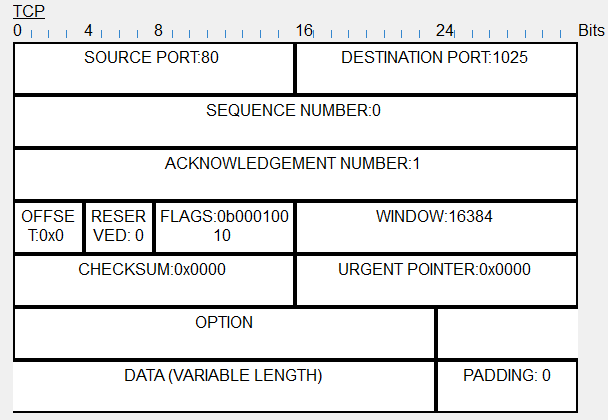 TCP
0 4 8 16 24 Bits
SOURCE PORT:80 DESTINATION PORT:1025
SEQUENCE NUMBER:0
ACKNOWLEDGEMENT NUMBER:1
OFFSE
T:0x0
RESER
VED: 0
FLAGS:0b000100
10
WINDOW:16384
CHECKSUM:0x0000 URGENT POINTER:0x0000
OPTION
DATA (VARIABLE LENGTH) PADDING: 0